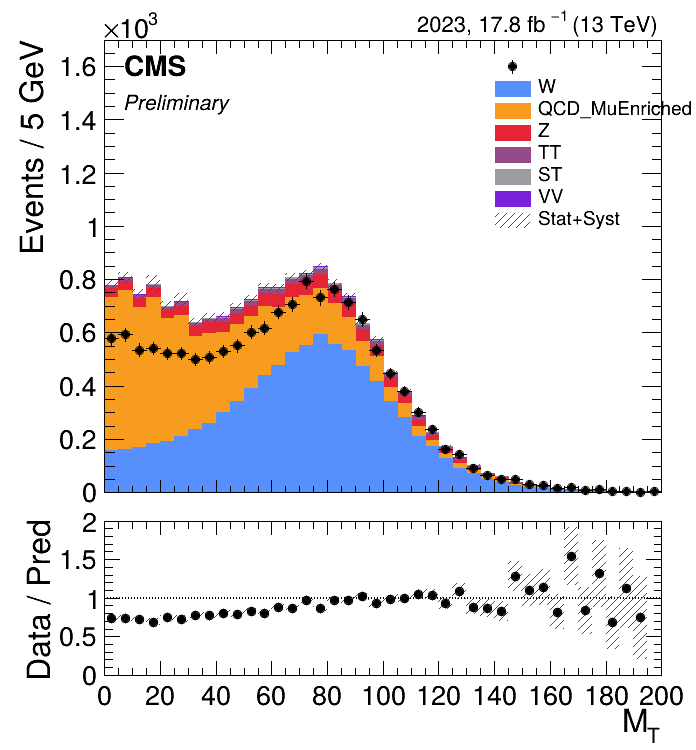 ×10³
2023, 17.8 fb⁻¹ (13 TeV)
CMS
Preliminary
W
QCD_MuEnriched
Z
TT
ST
VV
Stat+Syst
Events / 5 GeV
1.6
1.4
1.2
1
0.8
0.6
0.4
0.2
0
Data / Pred
2
1.5
1
0.5
0
0 20 40 60 80 100 120 140 160 180 200
M_T